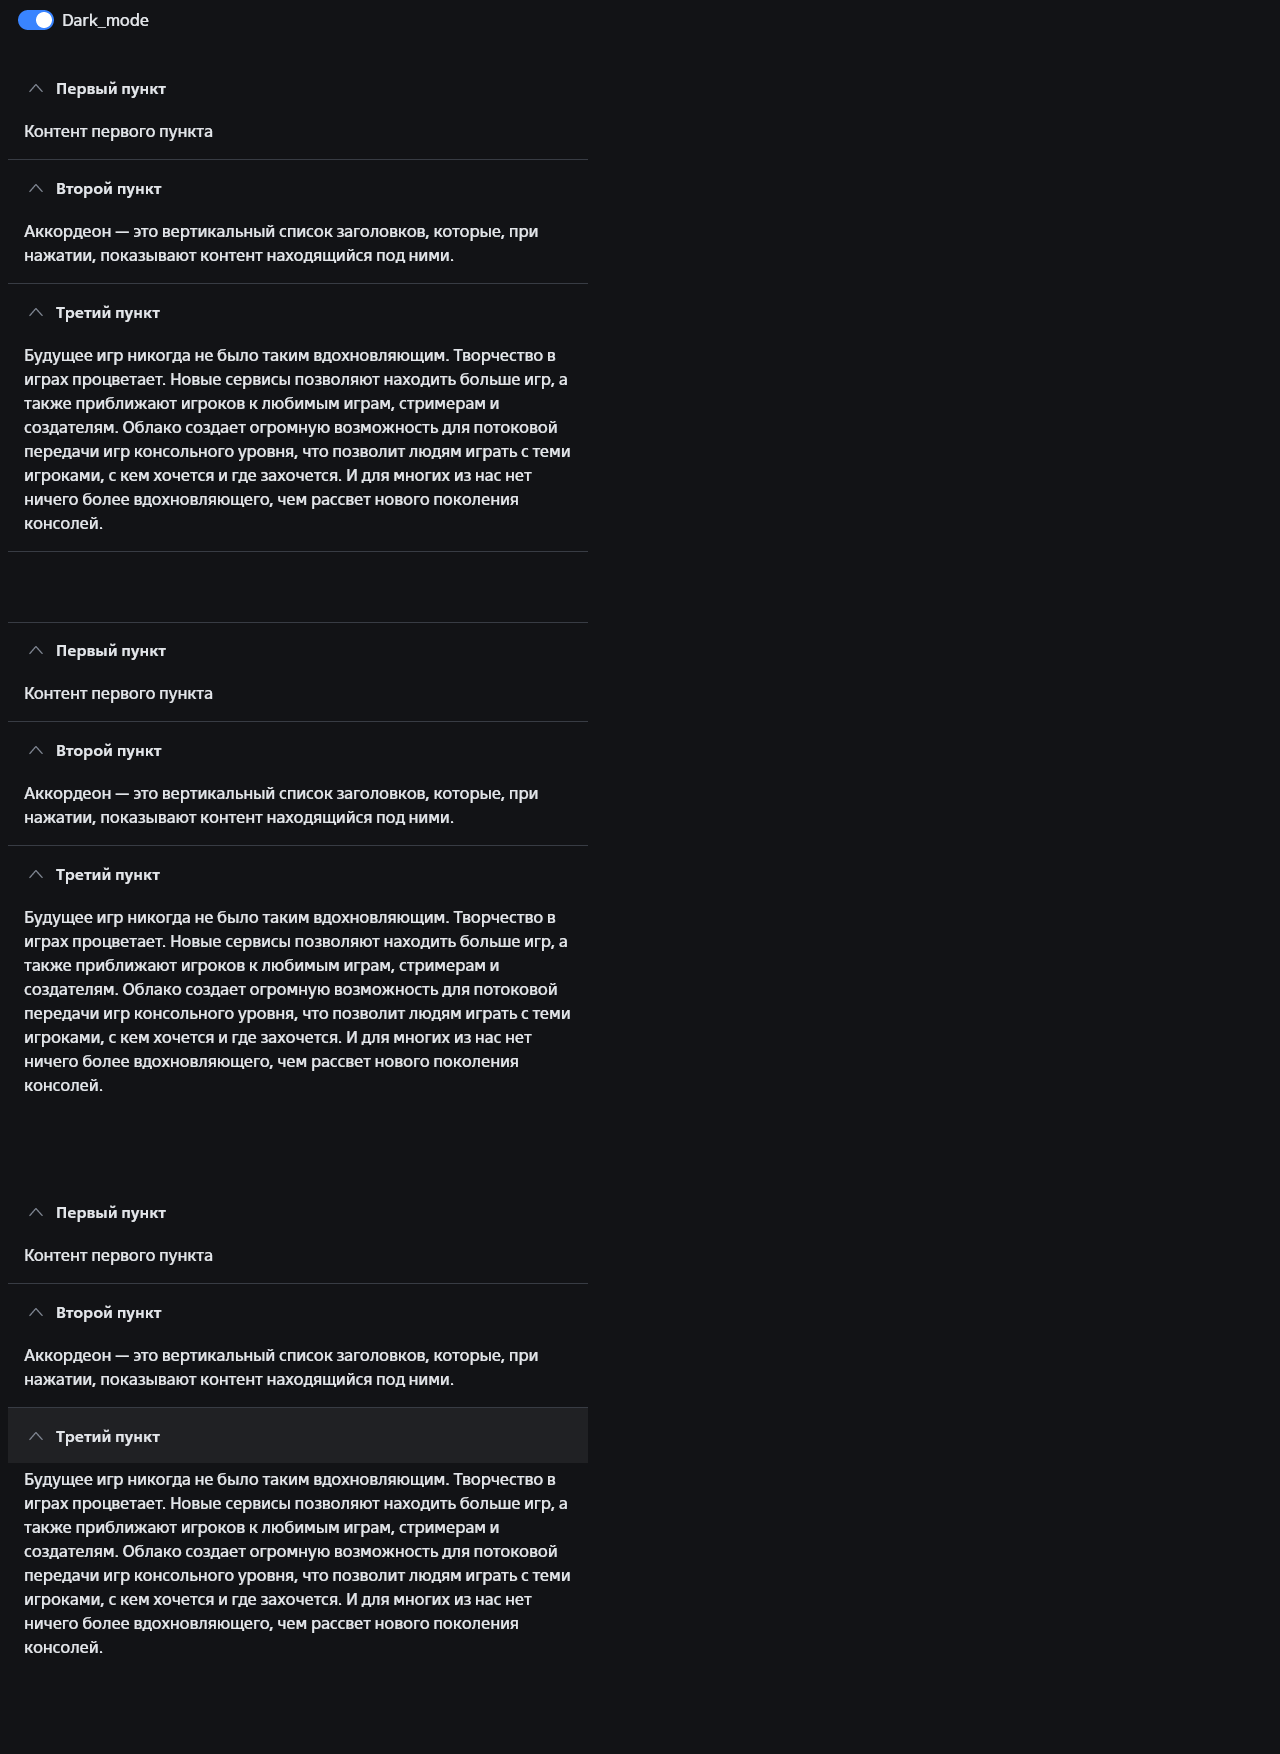 Dark_mode
Первый пункт
Контент первого пункта
Второй пункт
Аккордеон — это вертикальный список заголовков, которые, при
нажатии, показывают контент находящийся под ними.
Третий пункт
Будущее игр никогда не было таким вдохновляющим. Творчество в
играх процветает. Новые сервисы позволяют находить больше игр, а
также приближают игроков к любимым играм, стримерам и
создателям. Облако создает огромную возможность для потоковой
передачи игр консольного уровня, что позволит людям играть с теми
игроками, с кем хочется и где захочется. И для многих из нас нет
ничего более вдохновляющего, чем рассвет нового поколения
консолей.
Первый пункт
Контент первого пункта
Второй пункт
Аккордеон — это вертикальный список заголовков, которые, при
нажатии, показывают контент находящийся под ними.
Третий пункт
Будущее игр никогда не было таким вдохновляющим. Творчество в
играх процветает. Новые сервисы позволяют находить больше игр, а
также приближают игроков к любимым играм, стримерам и
создателям. Облако создает огромную возможность для потоковой
передачи игр консольного уровня, что позволит людям играть с теми
игроками, с кем хочется и где захочется. И для многих из нас нет
ничего более вдохновляющего, чем рассвет нового поколения
консолей.
Первый пункт
Контент первого пункта
Второй пункт
Аккордеон — это вертикальный список заголовков, которые, при
нажатии, показывают контент находящийся под ними.
Третий пункт
Будущее игр никогда не было таким вдохновляющим. Творчество в
играх процветает. Новые сервисы позволяют находить больше игр, а
также приближают игроков к любимым играм, стримерам и
создателям. Облако создает огромную возможность для потоковой
передачи игр консольного уровня, что позволит людям играть с теми
игроками, с кем хочется и где захочется. И для многих из нас нет
ничего более вдохновляющего, чем рассвет нового поколения
консолей.